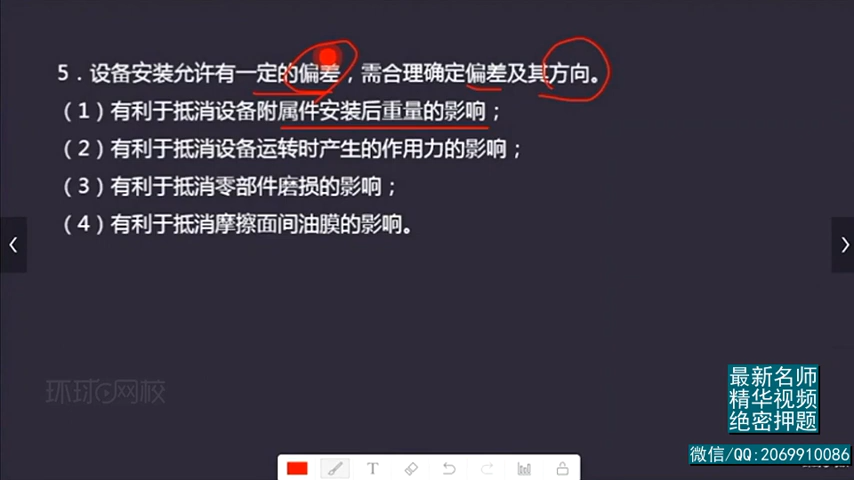 5．设备安装允许有一定的偏差，需合理确定偏差及其方向。
（1）有利于抵消设备附属件安装后重量的影响；
（2）有利于抵消设备运转时产生的作用力的影响；
（3）有利于抵消零部件磨损的影响；
（4）有利于抵消摩擦面间油膜的影响。
环球网校
最新名师
精华视频
绝密押题
微信/QQ:2069910086
T